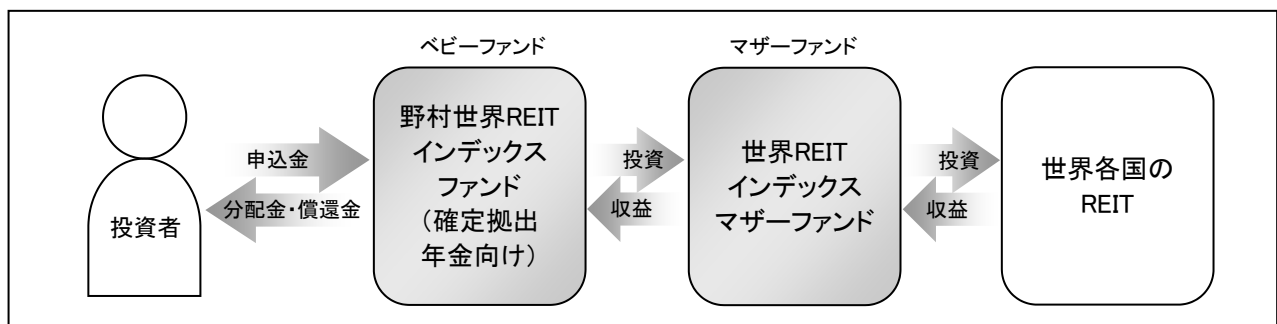 ベビーファンド
マザーファンド
投資者
申込金
分配金・償還金
野村世界REIT
インデックス
ファンド
(確定拠出
年金向け)
投資
収益
世界REIT
インデックス
マザーファンド
投資
収益
世界各国の
REIT